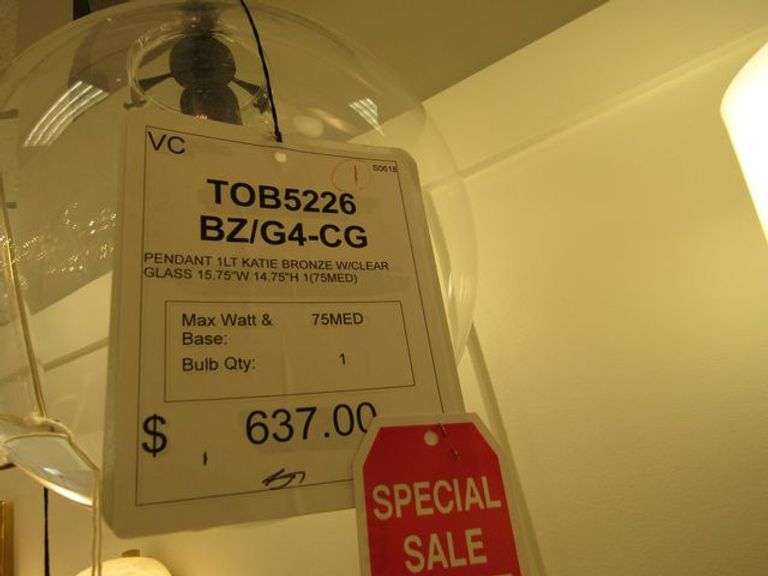 VC
1
S0618
TOB5226
BZ/G4-CG
PENDANT 1LT KATIE BRONZE W/CLEAR
GLASS 15.75"W 14.75"H 1(75MED)
Max Watt & 75MED
Base:
Bulb Qty: 1
$ 637.00
SPECIAL
SALE